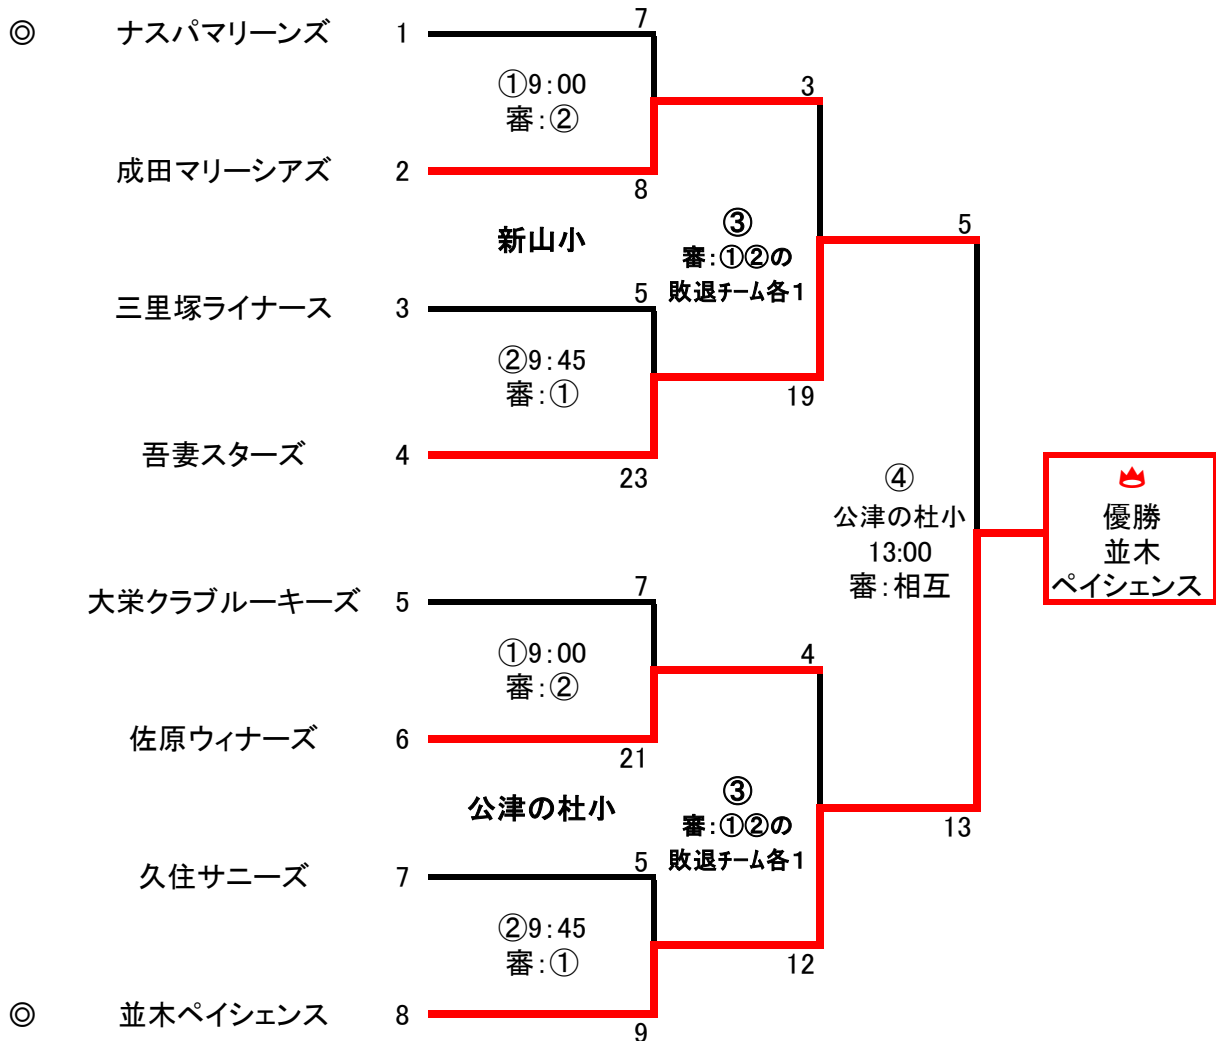 ◎ ナスパマリーンズ 1 7
①9:00
審:②
3
成田マリーシアズ 2 8
新山小
③
審:①②の
敗退チーム各1
5
三里塚ライナース 3 5
②9:45
審:①
19
吾妻スターズ 4 23
④
公津の杜小
13:00
審:相互
優勝
並木
ペイシェンス
大栄クラブルーキーズ 5 7
①9:00
審:②
4
佐原ウィナーズ 6 21
公津の杜小
③
審:①②の
敗退チーム各1
13
久住サニーズ 7 5
②9:45
審:①
12
◎ 並木ペイシェンス 8 9